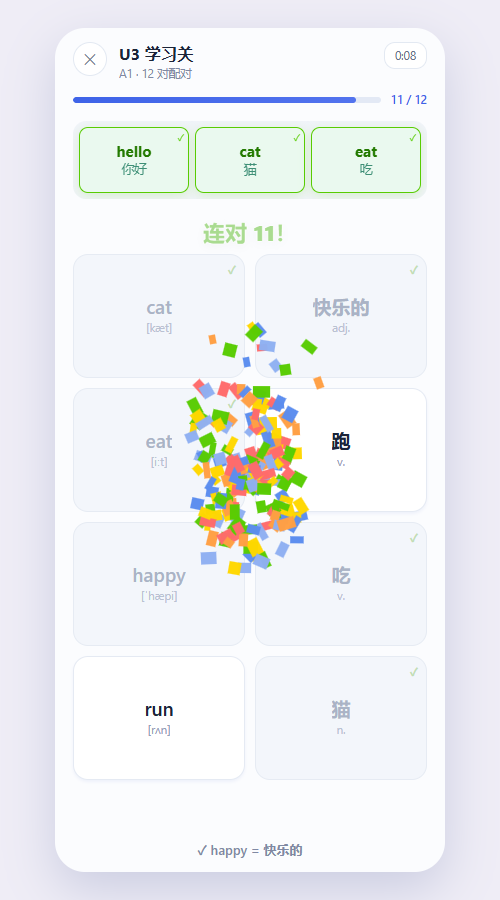 U3 学习关
A1 · 12 对配对
0:08
11 / 12
hello
你好
cat
猫
eat
吃
连对 11!
cat
[kæt]
快乐的
adj.
eat
[iːt]
跑
v.
happy
[ˈhæpi]
吃
v.
run
[rʌn]
猫
n.
✓ happy = 快乐的